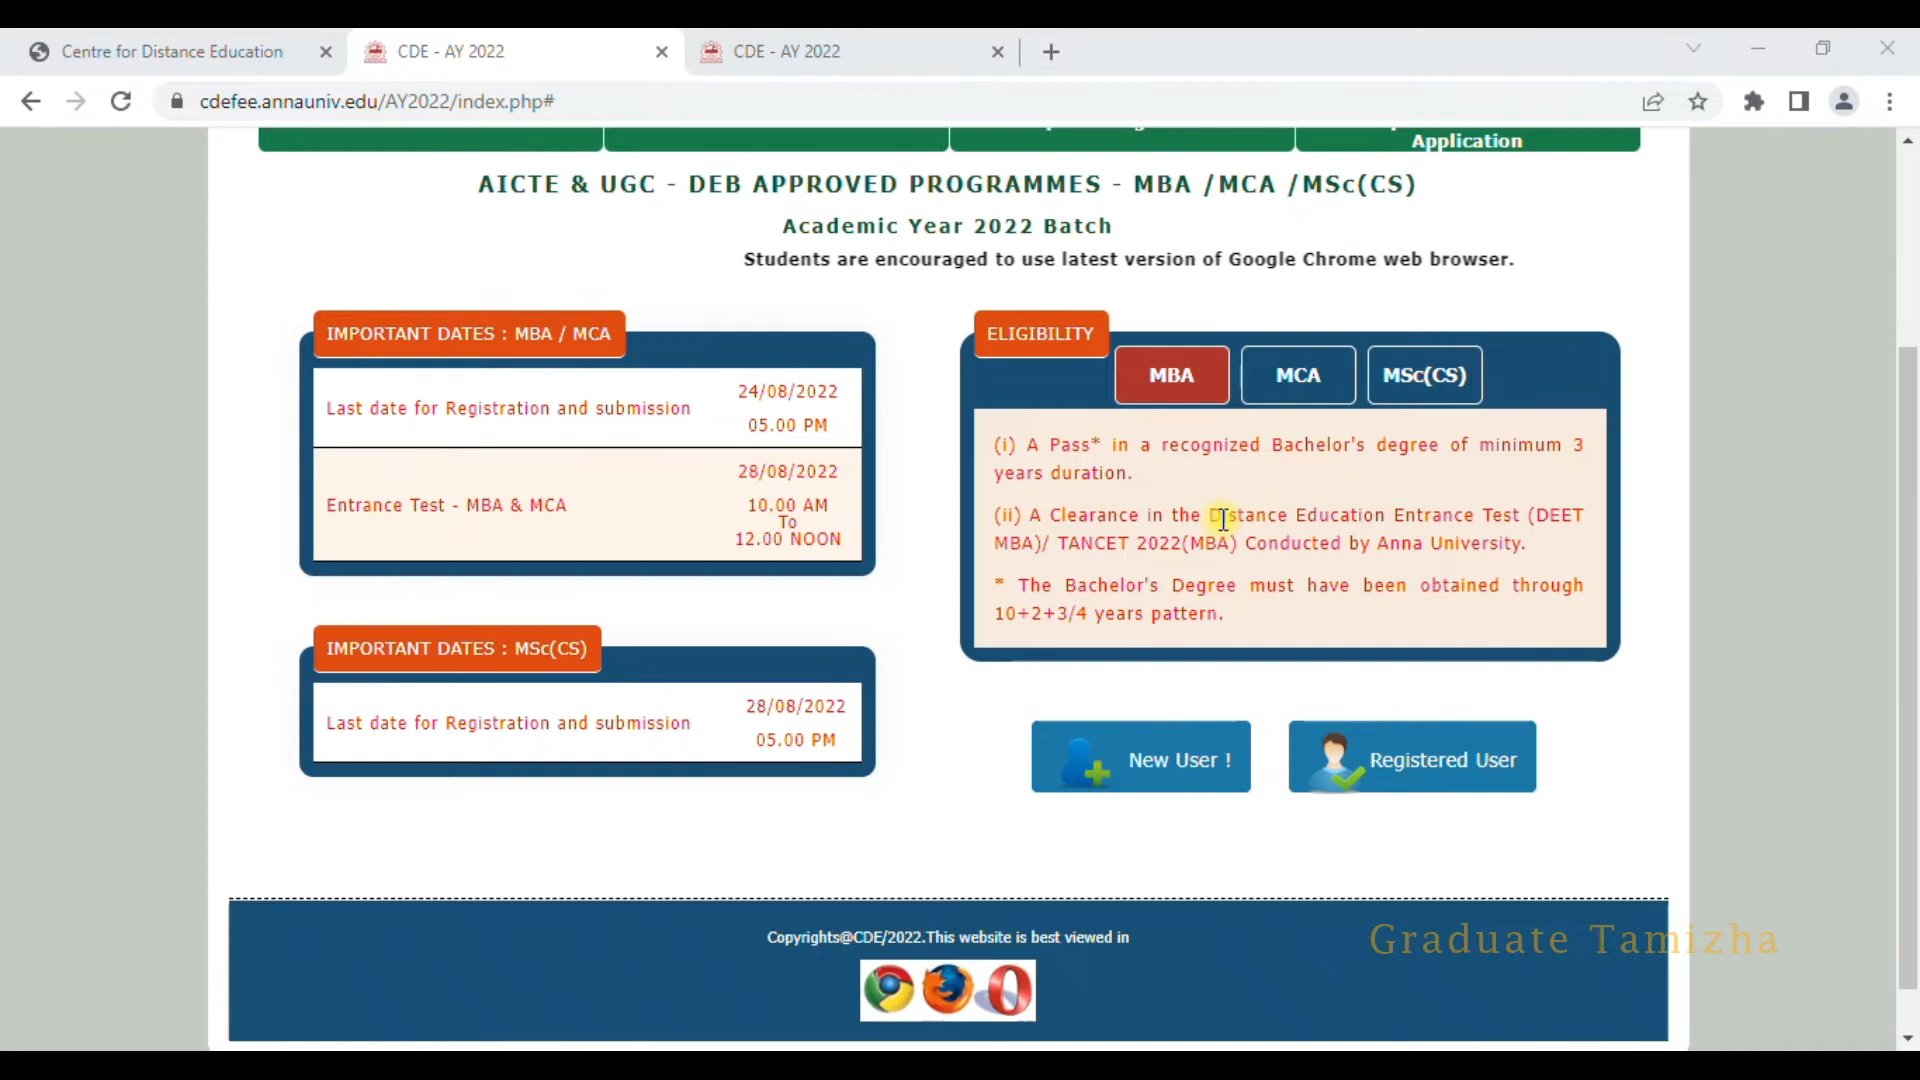 Centre for Distance Education
CDE - AY 2022
CDE - AY 2022
cdefee.annauniv.edu/AY2022/index.php#
Application
AICTE & UGC - DEB APPROVED PROGRAMMES - MBA /MCA /MSc(CS)
Academic Year 2022 Batch
Students are encouraged to use latest version of Google Chrome web browser.
IMPORTANT DATES : MBA / MCA
Last date for Registration and submission
24/08/2022
05.00 PM
Entrance Test - MBA & MCA
28/08/2022
10.00 AM
To
12.00 NOON
IMPORTANT DATES : MSc(CS)
Last date for Registration and submission
28/08/2022
05.00 PM
ELIGIBILITY
MBA
MCA
MSc(CS)
(i) A Pass* in a recognized Bachelor's degree of minimum 3
years duration.
(ii) A Clearance in the Distance Education Entrance Test (DEET
MBA)/ TANCET 2022(MBA) Conducted by Anna University.
* The Bachelor's Degree must have been obtained through
10+2+3/4 years pattern.
New User !
Registered User
Copyrights@CDE/2022.This website is best viewed in
Graduate Tamizha